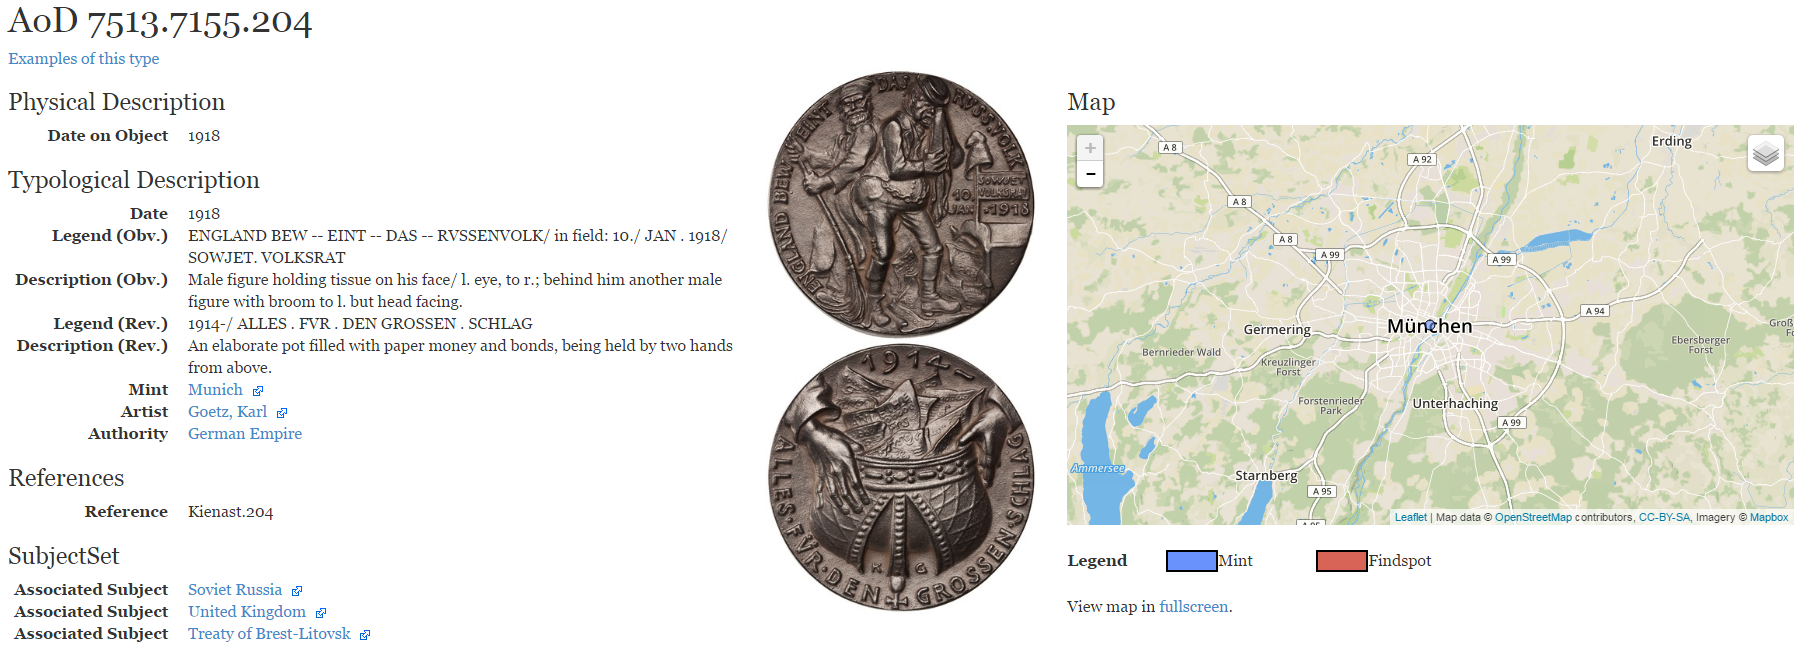 AoD 7513.7155.204
Examples of this type
Physical Description
Date on Object 1918
Typological Description
Date 1918
Legend (Obv.) ENGLAND BEW -- EINT -- DAS -- RVSSENVOLK/ in field: 10./ JAN . 1918/
SOWJET. VOLKSRAT
Description (Obv.) Male figure holding tissue on his face/ l. eye, to r.; behind him another male
figure with broom to l. but head facing.
Legend (Rev.) 1914-/ ALLES . FVR . DEN GROSSEN . SCHLAG
Description (Rev.) An elaborate pot filled with paper money and bonds, being held by two hands
from above.
Mint Munich
Artist Goetz, Karl
Authority German Empire
References
Reference Kienast.204
SubjectSet
Associated Subject Soviet Russia
Associated Subject United Kingdom
Associated Subject Treaty of Brest-Litovsk
ENGLAND BEWEINT DAS RVSS.VOLK
SOWJET
10.
JAN
1918
1914-
ALLES.FÜR.DEN GROSSEN.SCHLAG
K G
Map
+
-
A 8
A 92
Erding
A 8
A 8
A 99
A 99
A 94
München
Germering
Bernrieder Wald
Kreuzlinger
Forst
Ebersberger
Forst
Forstenrieder
Park
Unterhaching
A 99
Ammersee
Starnberg
A 95
A 95
Leaflet | Map data © OpenStreetMap contributors, CC-BY-SA, Imagery © Mapbox
Legend Mint Findspot
View map in fullscreen.